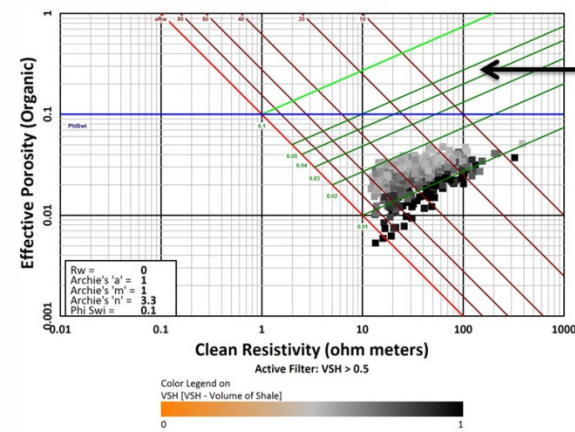 1
aRw 80 60 40 20 10
0.1
PhiSwi
0.1
0.05
0.04
0.03
0.02
0.01
0.01
0.001
Effective Porosity (Organic)
Rw = 0
Archie's 'a' = 1
Archie's 'm' = 1
Archie's 'n' = 3.3
Phi Swi = 0.1
0.01 0.1 1 10 100 1000
Clean Resistivity (ohm meters)
Active Filter: VSH > 0.5
Color Legend on
VSH [VSH - Volume of Shale]
0 1